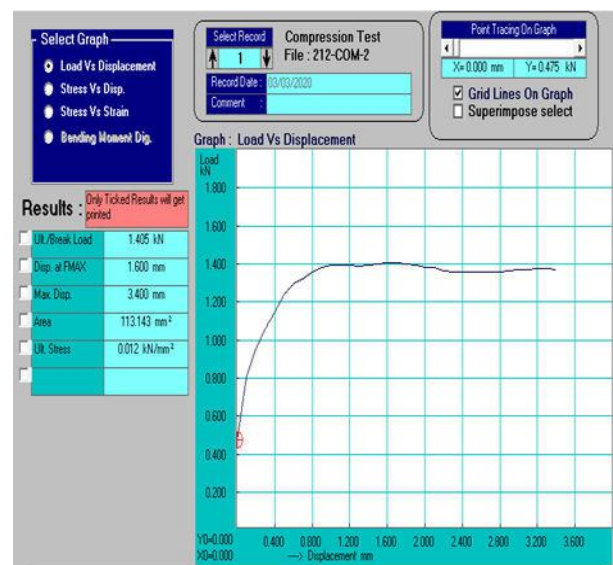 Select Graph
Load Vs Displacement
Stress Vs Disp.
Stress Vs Strain
Bending Moment Dig.
Select Record
1
Compression Test
File : 212-COM-2
Record Date : 03/03/2020
Comment :
Point Tracing On Graph
X= 0.000 mm Y= 0.475 kN
Grid Lines On Graph
Superimpose select
Results :
Only Ticked Results will get
printed
Ult./Break Load 1.405 kN
Disp. at FMAX 1.600 mm
Max. Disp. 3.400 mm
Area 113.143 mm²
Ult. Stress 0.012 kN/mm²
Graph : Load Vs Displacement
Load
kN
1.800
1.600
1.400
1.200
1.000
0.800
0.600
0.400
0.200
Y0=0.000
X0=0.000
0.400 0.800 1.200 1.600 2.000 2.400 2.800 3.200 3.600
---> Displacement mm